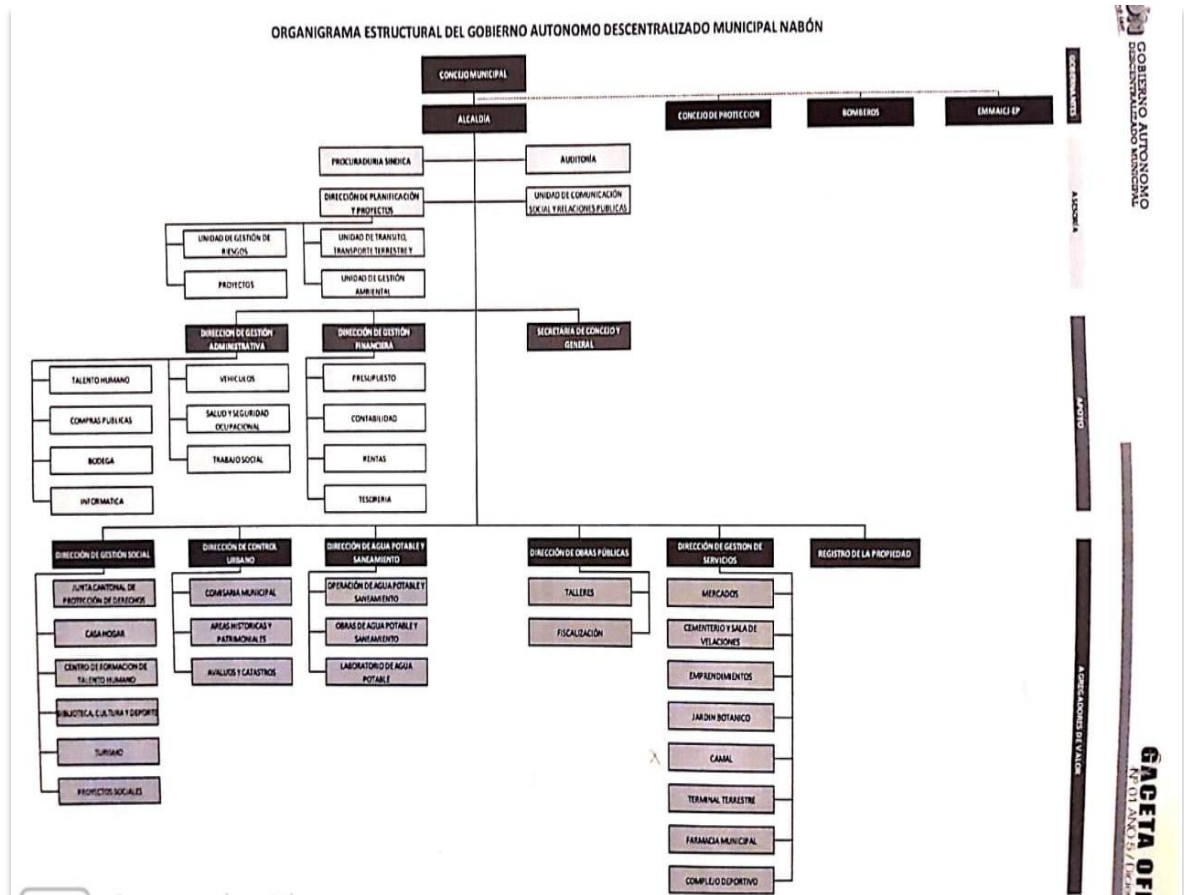 ORGANIGRAMA ESTRUCTURAL DEL GOBIERNO AUTONOMO DESCENTRALIZADO MUNICIPAL NABÓN
CONCEJO MUNICIPAL
ALCALDÍA
CONCEJO DE PROTECCION
BOMBEROS
EMMAICJ-EP
GOBERNANTES
GOBIERNO AUTONOMO
DESCENTRALIZADO MUNICIPAL
PROCURADURIA SINDICA
AUDITORÍA
DIRECCIÓN DE PLANIFICACIÓN
Y PROYECTOS
UNIDAD DE COMUNICACIÓN
SOCIAL Y RELACIONES PUBLICAS
ASESORÍA
UNIDAD DE GESTIÓN DE
RIESGOS
UNIDAD DE TRANSITO,
TRANSPORTE TERRESTRE Y
PROYECTOS
UNIDAD DE GESTIÓN
AMBIENTAL
DIRECCION DE GESTIÓN
ADMINISTRATIVA
DIRECCIÓN DE GESTIÓN
FINANCIERA
SECRETARIA DE CONCEJO Y
GENERAL
TALENTO HUMANO
VEHICULOS
PRESUPUESTO
COMPRAS PUBLICAS
SALUD Y SEGURIDAD
OCUPACIONAL
CONTABILIDAD
BODEGA
TRABAJO SOCIAL
RENTAS
INFORMATICA
TESORERIA
APOYO
DIRECCIÓN DE GESTIÓN SOCIAL
DIRECCIÓN DE CONTROL
URBANO
DIRECCIÓN DE AGUA POTABLE Y
SANEAMIENTO
DIRECCIÓN DE OBRAS PÚBLICAS
DIRECCIÓN DE GESTION DE
SERVICIOS
REGISTRO DE LA PROPIEDAD
JUNTA CANTONAL DE
PROTECCIÓN DE DERECHOS
COMISARIA MUNICIPAL
OPERACIÓN DE AGUA POTABLE Y
SANEAMIENTO
TALLERES
MERCADOS
CASA HOGAR
AREAS HISTORICAS Y
PATRIMONIALES
OBRAS DE AGUA POTABLE Y
SANEAMIENTO
FISCALIZACIÓN
CEMENTERIO Y SALA DE
VELACIONES
CENTRO DE FORMACION DE
TALENTO HUMANO
AVALUOS Y CATASTROS
LABORATORIO DE AGUA
POTABLE
EMPRENDIMIENTOS
BIBLIOTECA, CULTURA Y DEPORTE
JARDIN BOTANICO
TURISMO
CAMAL
PROYECTOS SOCIALES
TERMINAL TERRESTRE
FARMACIA MUNICIPAL
COMPLEJO DEPORTIVO
AGREGADORES DE VALOR
GACETA OFI
Nº 01 AÑO 5 /